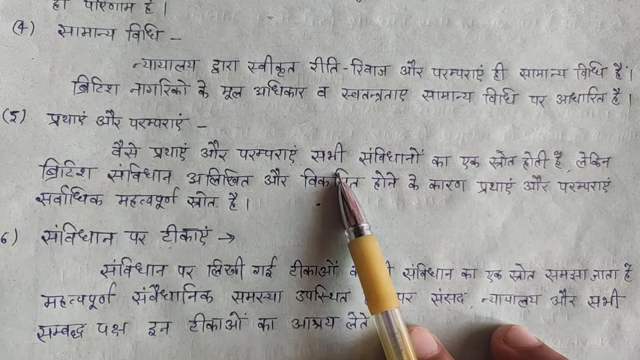 ही परिणाम है।
(4) सामान्य विधि –
न्यायालय द्वारा स्वीकृत रीति-रिवाज और परम्पराएं ही सामान्य विधि हैं।
ब्रिटिश नागरिकों के मूल अधिकार व स्वतन्त्रताए सामान्य विधि पर आधारित है।
(5) प्रथाएं और परम्पराएं –
वैसे प्रथाएं और परम्पराएं सभी संविधानों का एक स्रोत होती है, लेकिन
ब्रिटिश संविधान अलिखित और विकसित होने के कारण प्रथाएं और परम्पराएं
सर्वाधिक महत्वपूर्ण स्रोत है।
6) संविधान पर टीकाएं →
संविधान पर लिखी गई टीकाओं संविधान का एक स्रोत समझा जाता है
महत्वपूर्ण संवैधानिक समस्या उपस्थित पर संसद, न्यायालय और सभी
सम्बद्ध पक्ष इन टीकाओं का आश्रय लेते